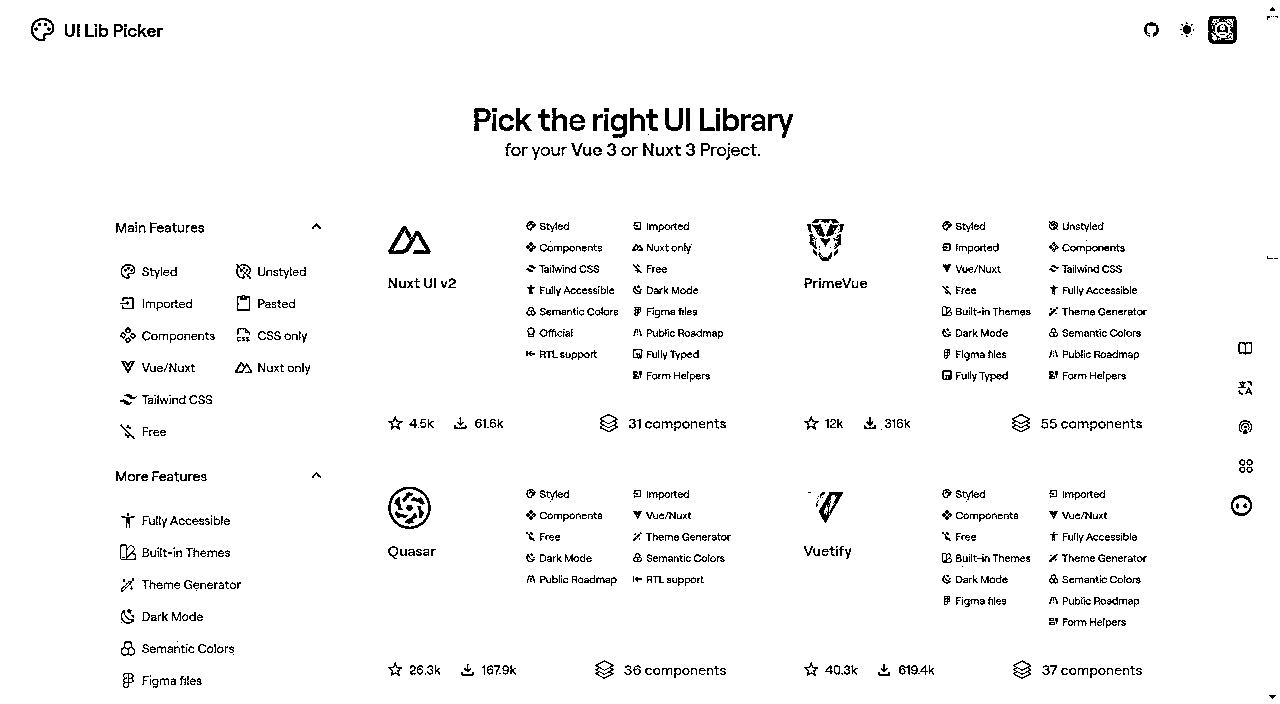 UI Lib Picker
Pick the right UI Library
for your Vue 3 or Nuxt 3 Project.
Main Features
Styled
Unstyled
Imported
Pasted
Components
CSS only
Vue/Nuxt
Nuxt only
Tailwind CSS
Free
More Features
Fully Accessible
Built-in Themes
Theme Generator
Dark Mode
Semantic Colors
Figma files
Nuxt UI v2
Styled
Imported
Components
Nuxt only
Tailwind CSS
Free
Fully Accessible
Dark Mode
Semantic Colors
Figma files
Official
Public Roadmap
RTL support
Fully Typed
Form Helpers
4.5k
61.6k
31 components
PrimeVue
Styled
Unstyled
Imported
Components
Vue/Nuxt
Tailwind CSS
Free
Fully Accessible
Built-in Themes
Theme Generator
Dark Mode
Semantic Colors
Figma files
Public Roadmap
Fully Typed
Form Helpers
12k
316k
55 components
Quasar
Styled
Imported
Components
Vue/Nuxt
Free
Theme Generator
Dark Mode
Semantic Colors
Public Roadmap
RTL support
26.3k
167.9k
36 components
Vuetify
Styled
Imported
Components
Vue/Nuxt
Free
Fully Accessible
Built-in Themes
Theme Generator
Dark Mode
Semantic Colors
Figma files
Public Roadmap
Form Helpers
40.3k
619.4k
37 components